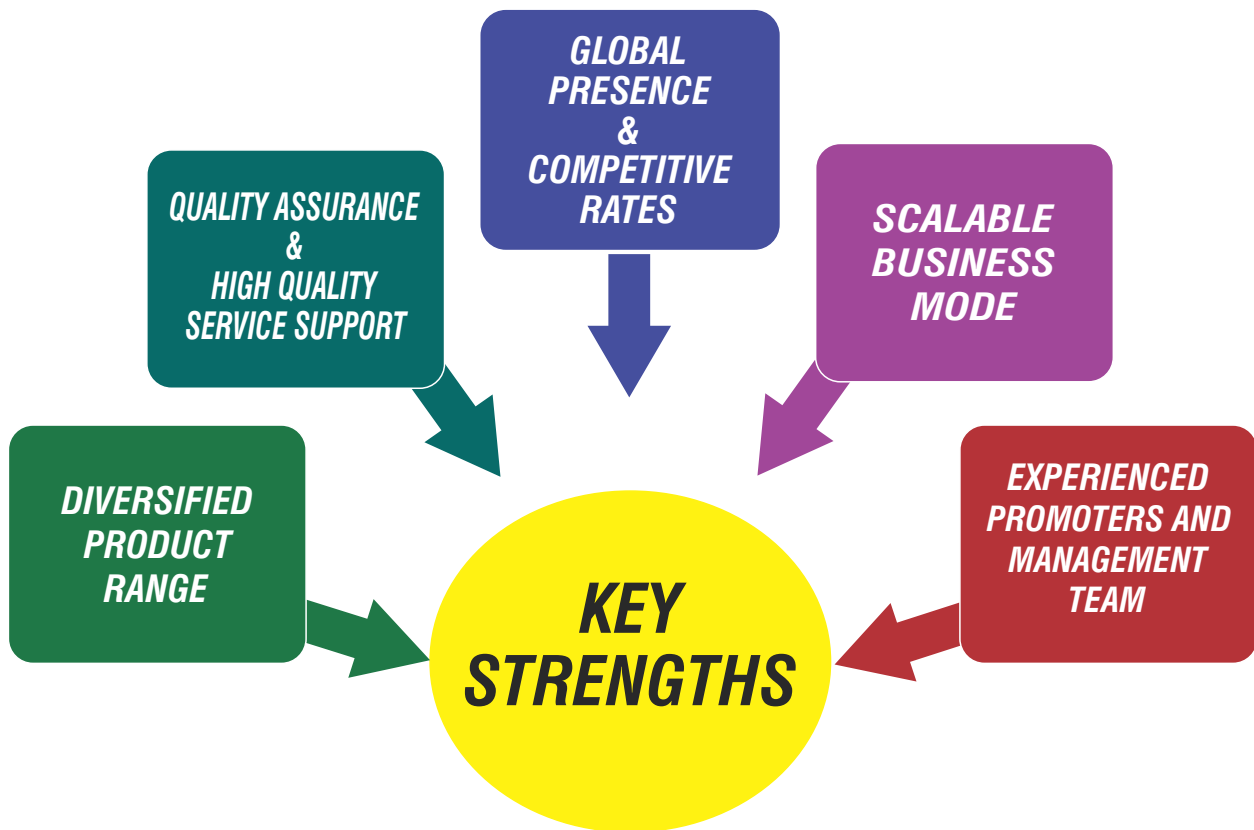 GLOBAL
PRESENCE
&
COMPETITIVE
RATES
QUALITY ASSURANCE
&
HIGH QUALITY
SERVICE SUPPORT
SCALABLE
BUSINESS
MODE
DIVERSIFIED
PRODUCT
RANGE
EXPERIENCED
PROMOTERS AND
MANAGEMENT
TEAM
KEY
STRENGTHS